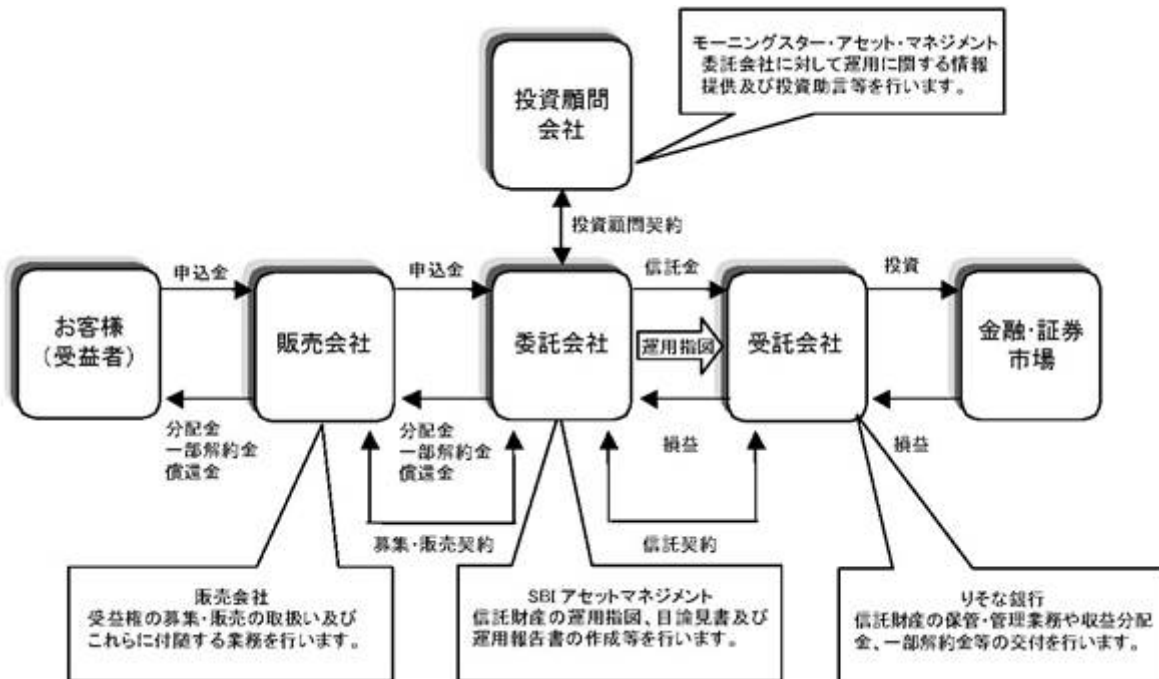 モーニングスター・アセット・マネジメント
委託会社に対して運用に関する情報
提供及び投資助言等を行います。
投資顧問
会社
投資顧問契約
申込金
申込金
信託金
投資
お客様
(受益者)
販売会社
委託会社
運用指図
受託会社
金融・証券
市場
分配金
一部解約金
償還金
分配金
一部解約金
償還金
損益
損益
募集・販売契約
信託契約
販売会社
受益権の募集・販売の取扱い及び
これらに付随する業務を行います。
SBI アセットマネジメント
信託財産の運用指図、目論見書及び
運用報告書の作成等を行います。
りそな銀行
信託財産の保管・管理業務や収益分配
金、一部解約金等の交付を行います。